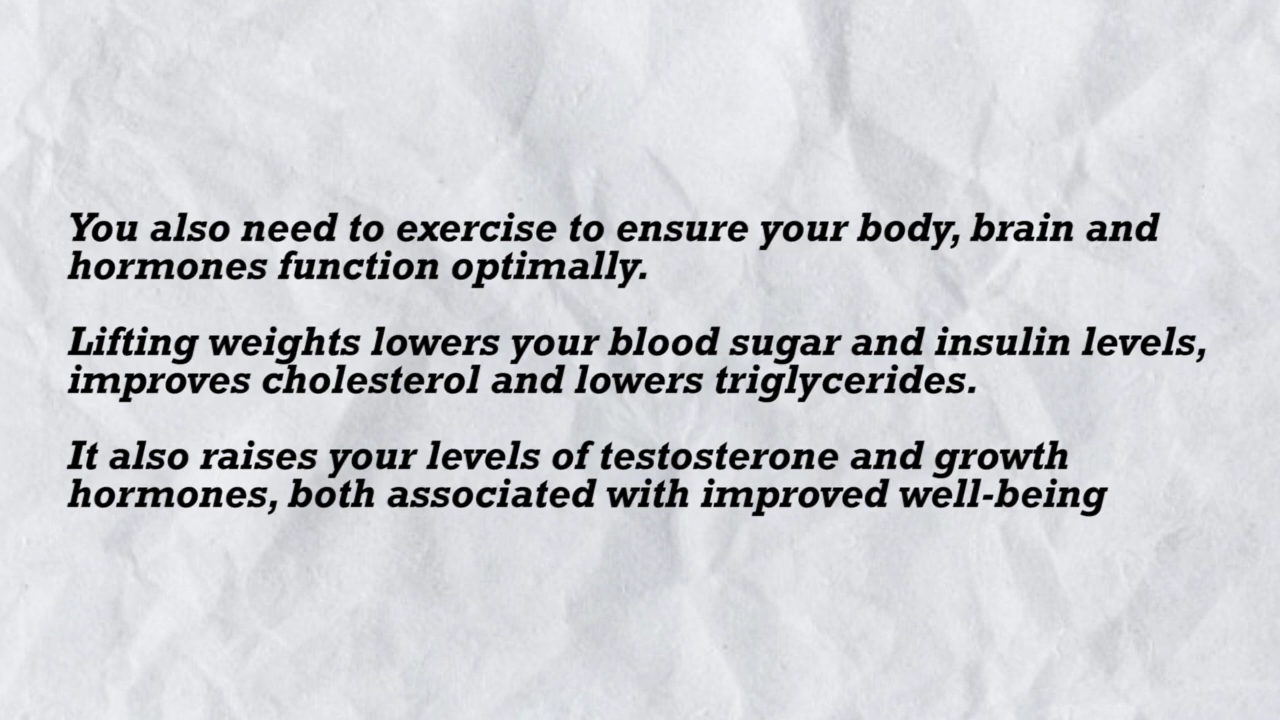 You also need to exercise to ensure your body, brain and
hormones function optimally.
Lifting weights lowers your blood sugar and insulin levels,
improves cholesterol and lowers triglycerides.
It also raises your levels of testosterone and growth
hormones, both associated with improved well-being